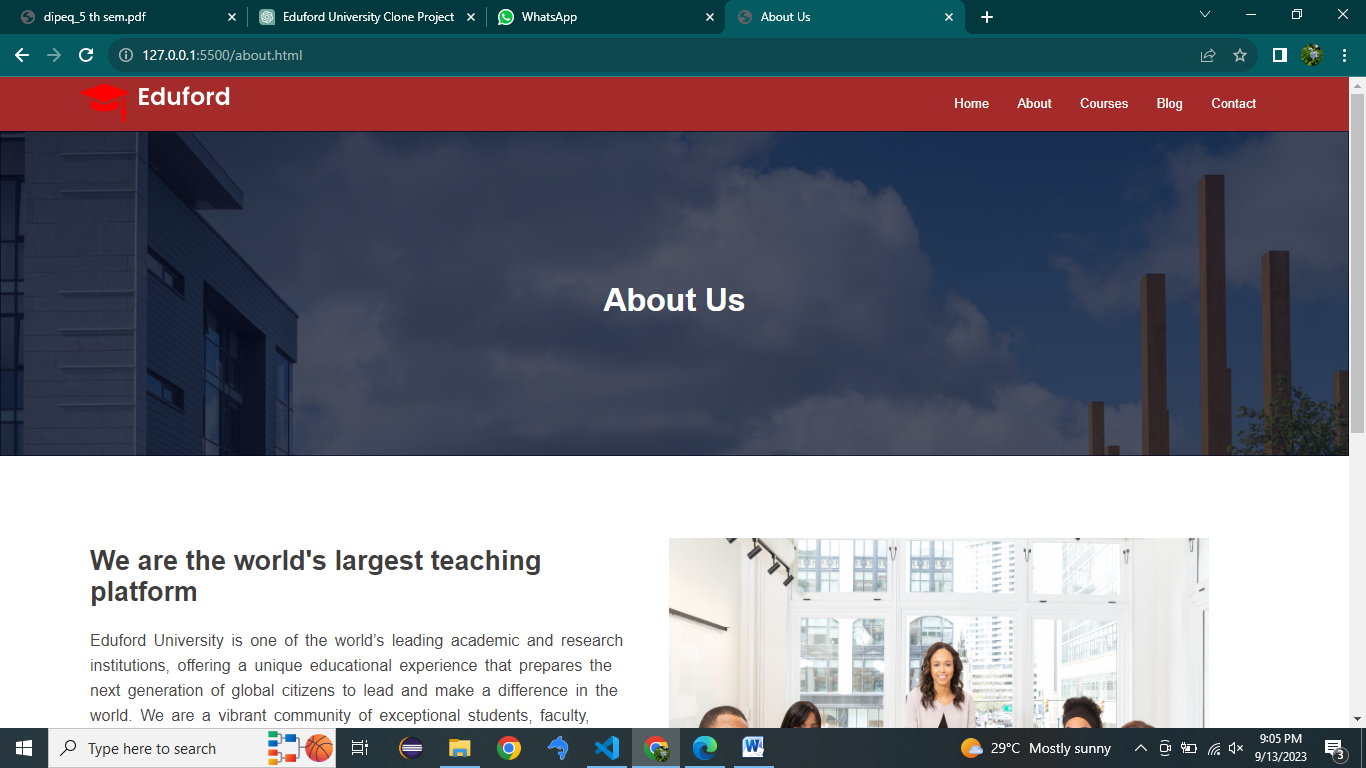 dipeq_5 th sem.pdf
Eduford University Clone Project
WhatsApp
About Us
127.0.0.1:5500/about.html
Eduford
Home
About
Courses
Blog
Contact
About Us
We are the world's largest teaching
platform
Eduford University is one of the world’s leading academic and research
institutions, offering a unique educational experience that prepares the
next generation of global citizens to lead and make a difference in the
world. We are a vibrant community of exceptional students, faculty,
Type here to search
29°C Mostly sunny
9:05 PM
9/13/2023
3